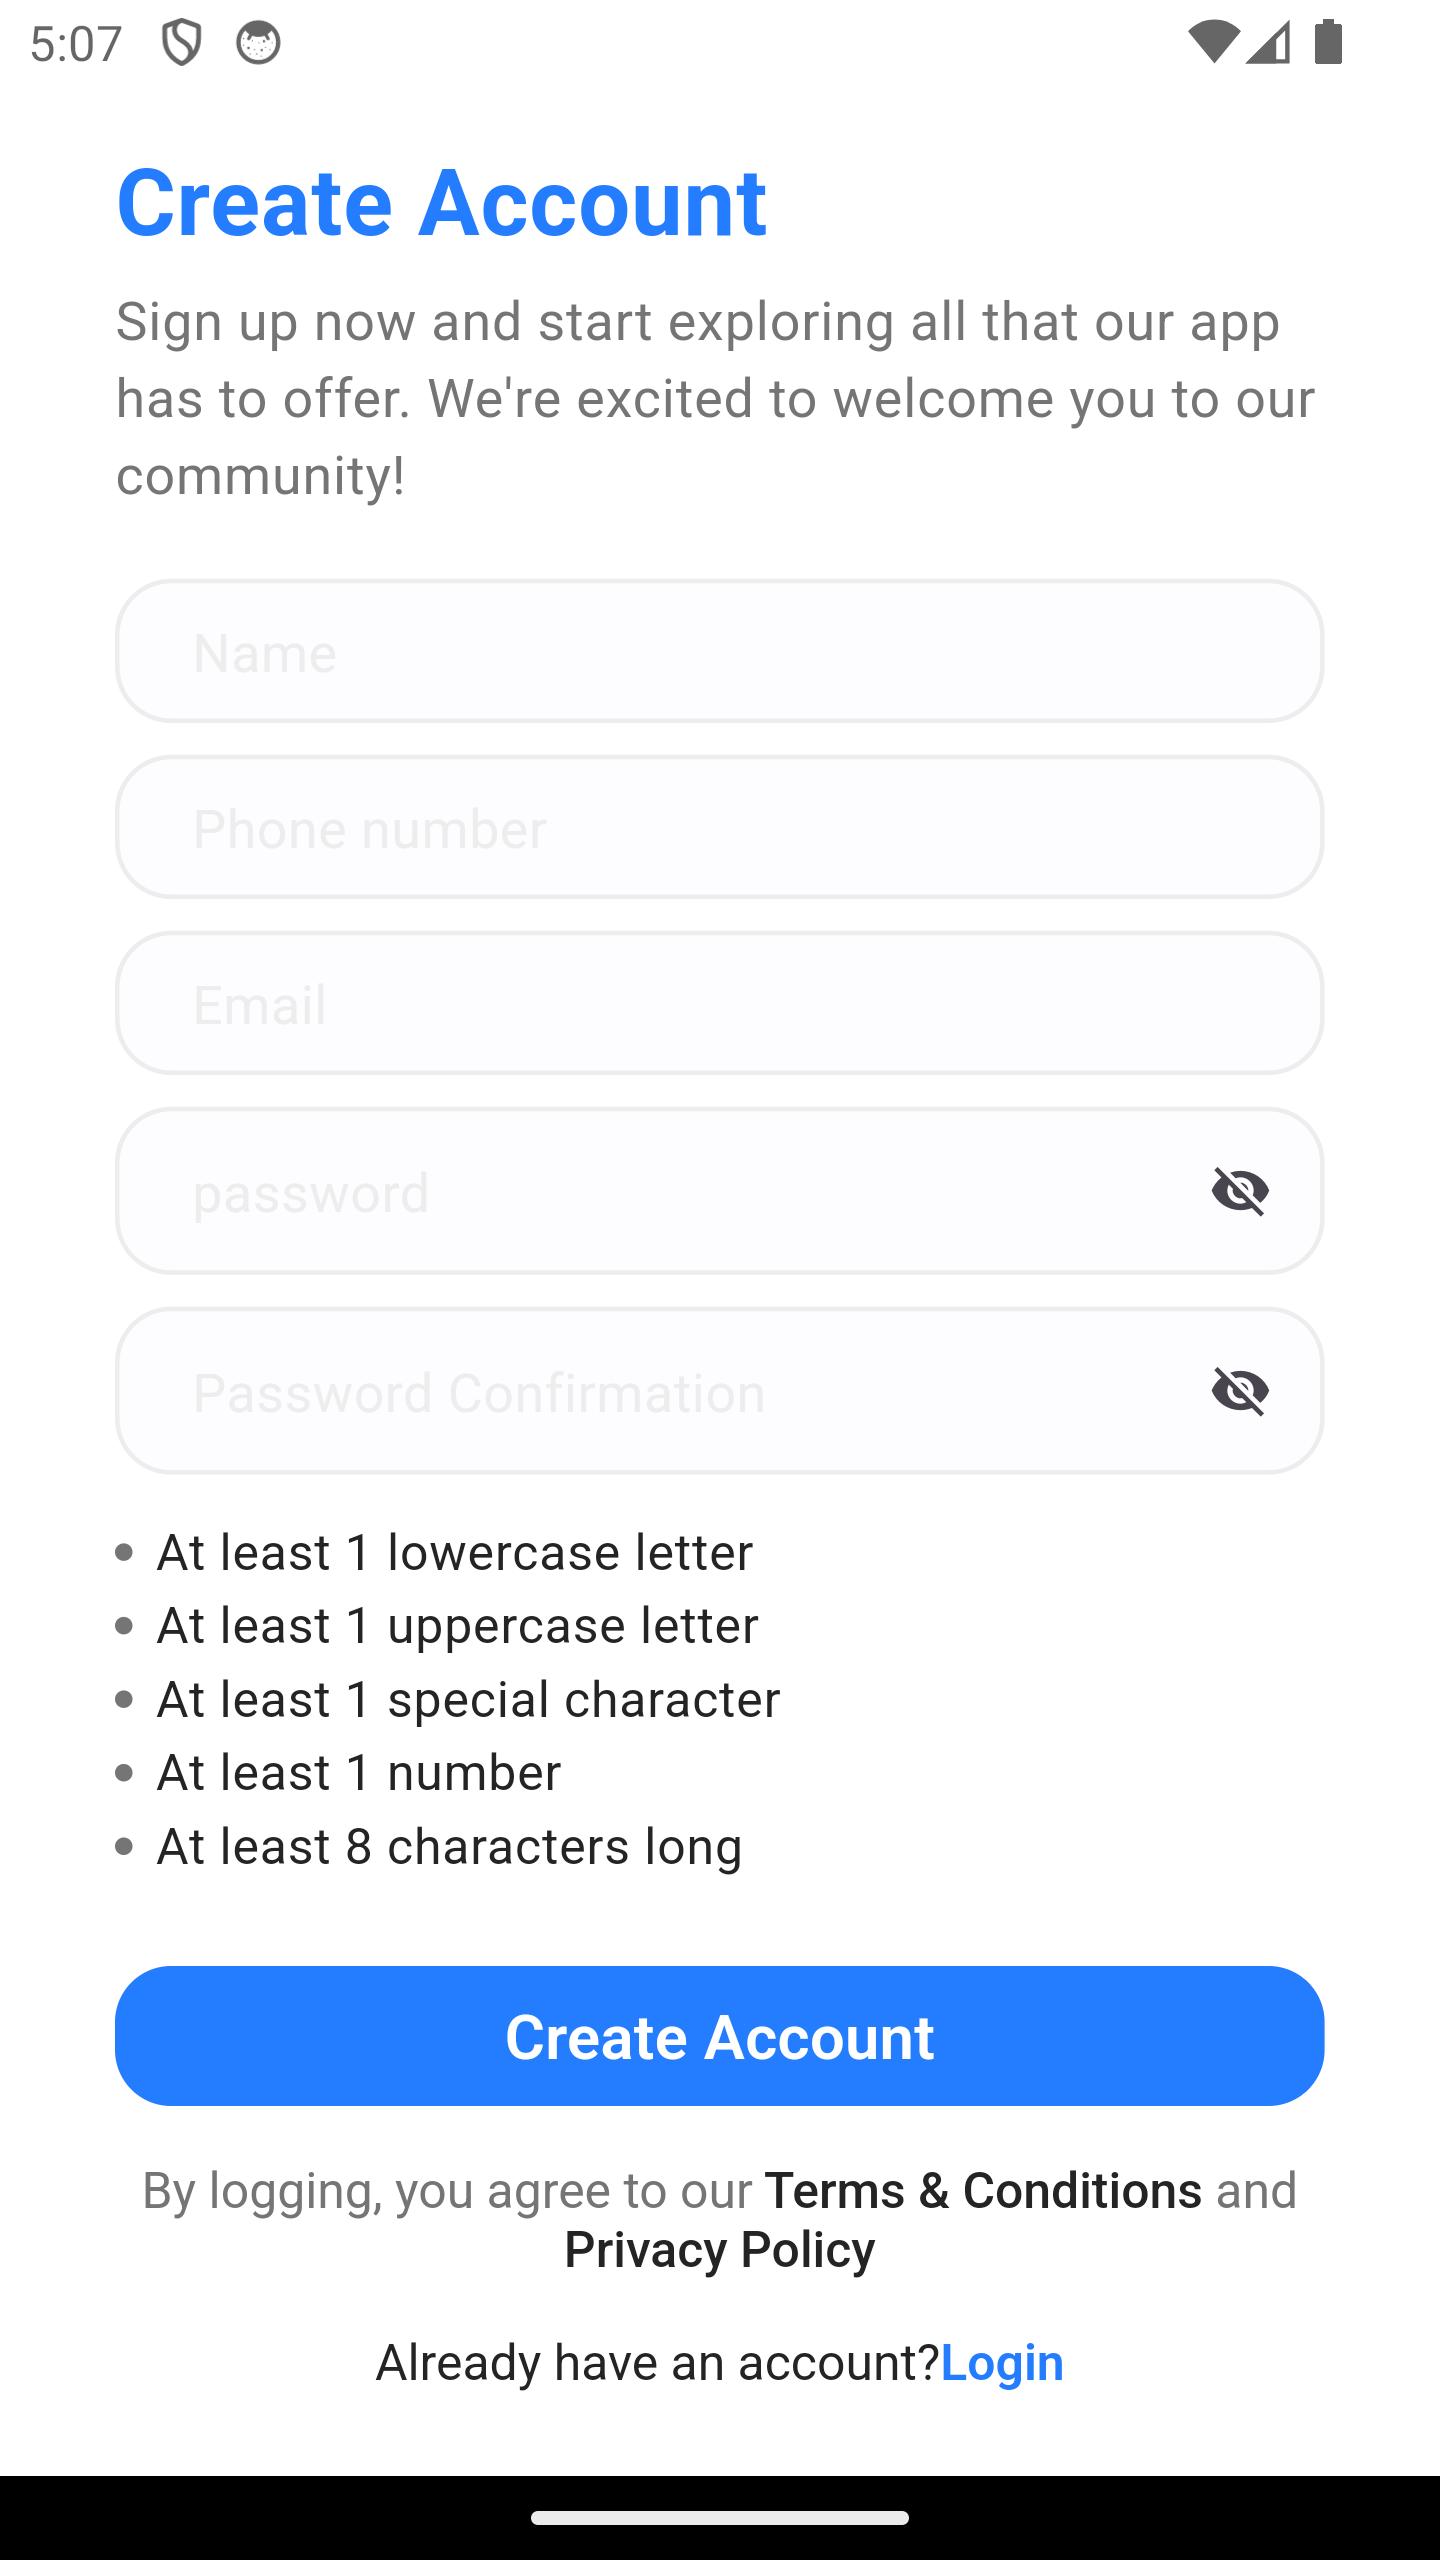 5:07
Create Account
Sign up now and start exploring all that our app
has to offer. We're excited to welcome you to our
community!
Name
Phone number
Email
password
Password Confirmation
At least 1 lowercase letter
At least 1 uppercase letter
At least 1 special character
At least 1 number
At least 8 characters long
Create Account
By logging, you agree to our Terms & Conditions and
Privacy Policy
Already have an account?Login